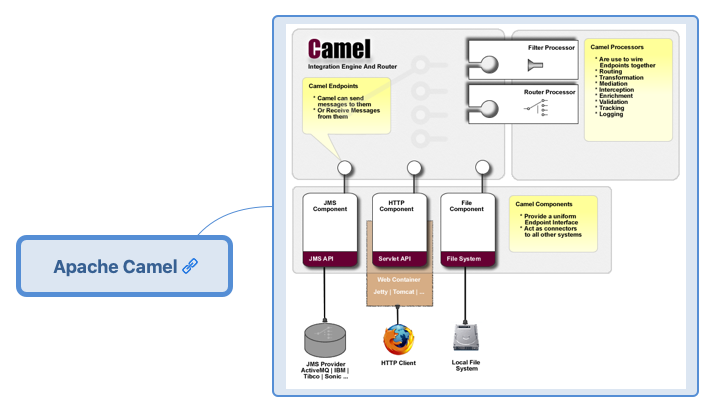 Apache Camel
Camel
Integration Engine And Router
Camel Endpoints
* Camel can send
messages to them
* Or Receive Messages
from them
Filter Processor
Router Processor
Camel Processors
* Are use to wire
Endpoints together
* Routing
* Transformation
* Mediation
* Interception
* Enrichment
* Validation
* Tracking
* Logging
JMS
Component
JMS API
HTTP
Component
Servlet API
File
Component
File System
Camel Components
* Provide a uniform
Endpoint Interface
* Act as connectors
to all other systems
Web Container
Jetty | Tomcat | ...
JMS Provider
ActiveMQ | IBM |
Tibco | Sonic ...
HTTP Client
Local File
System